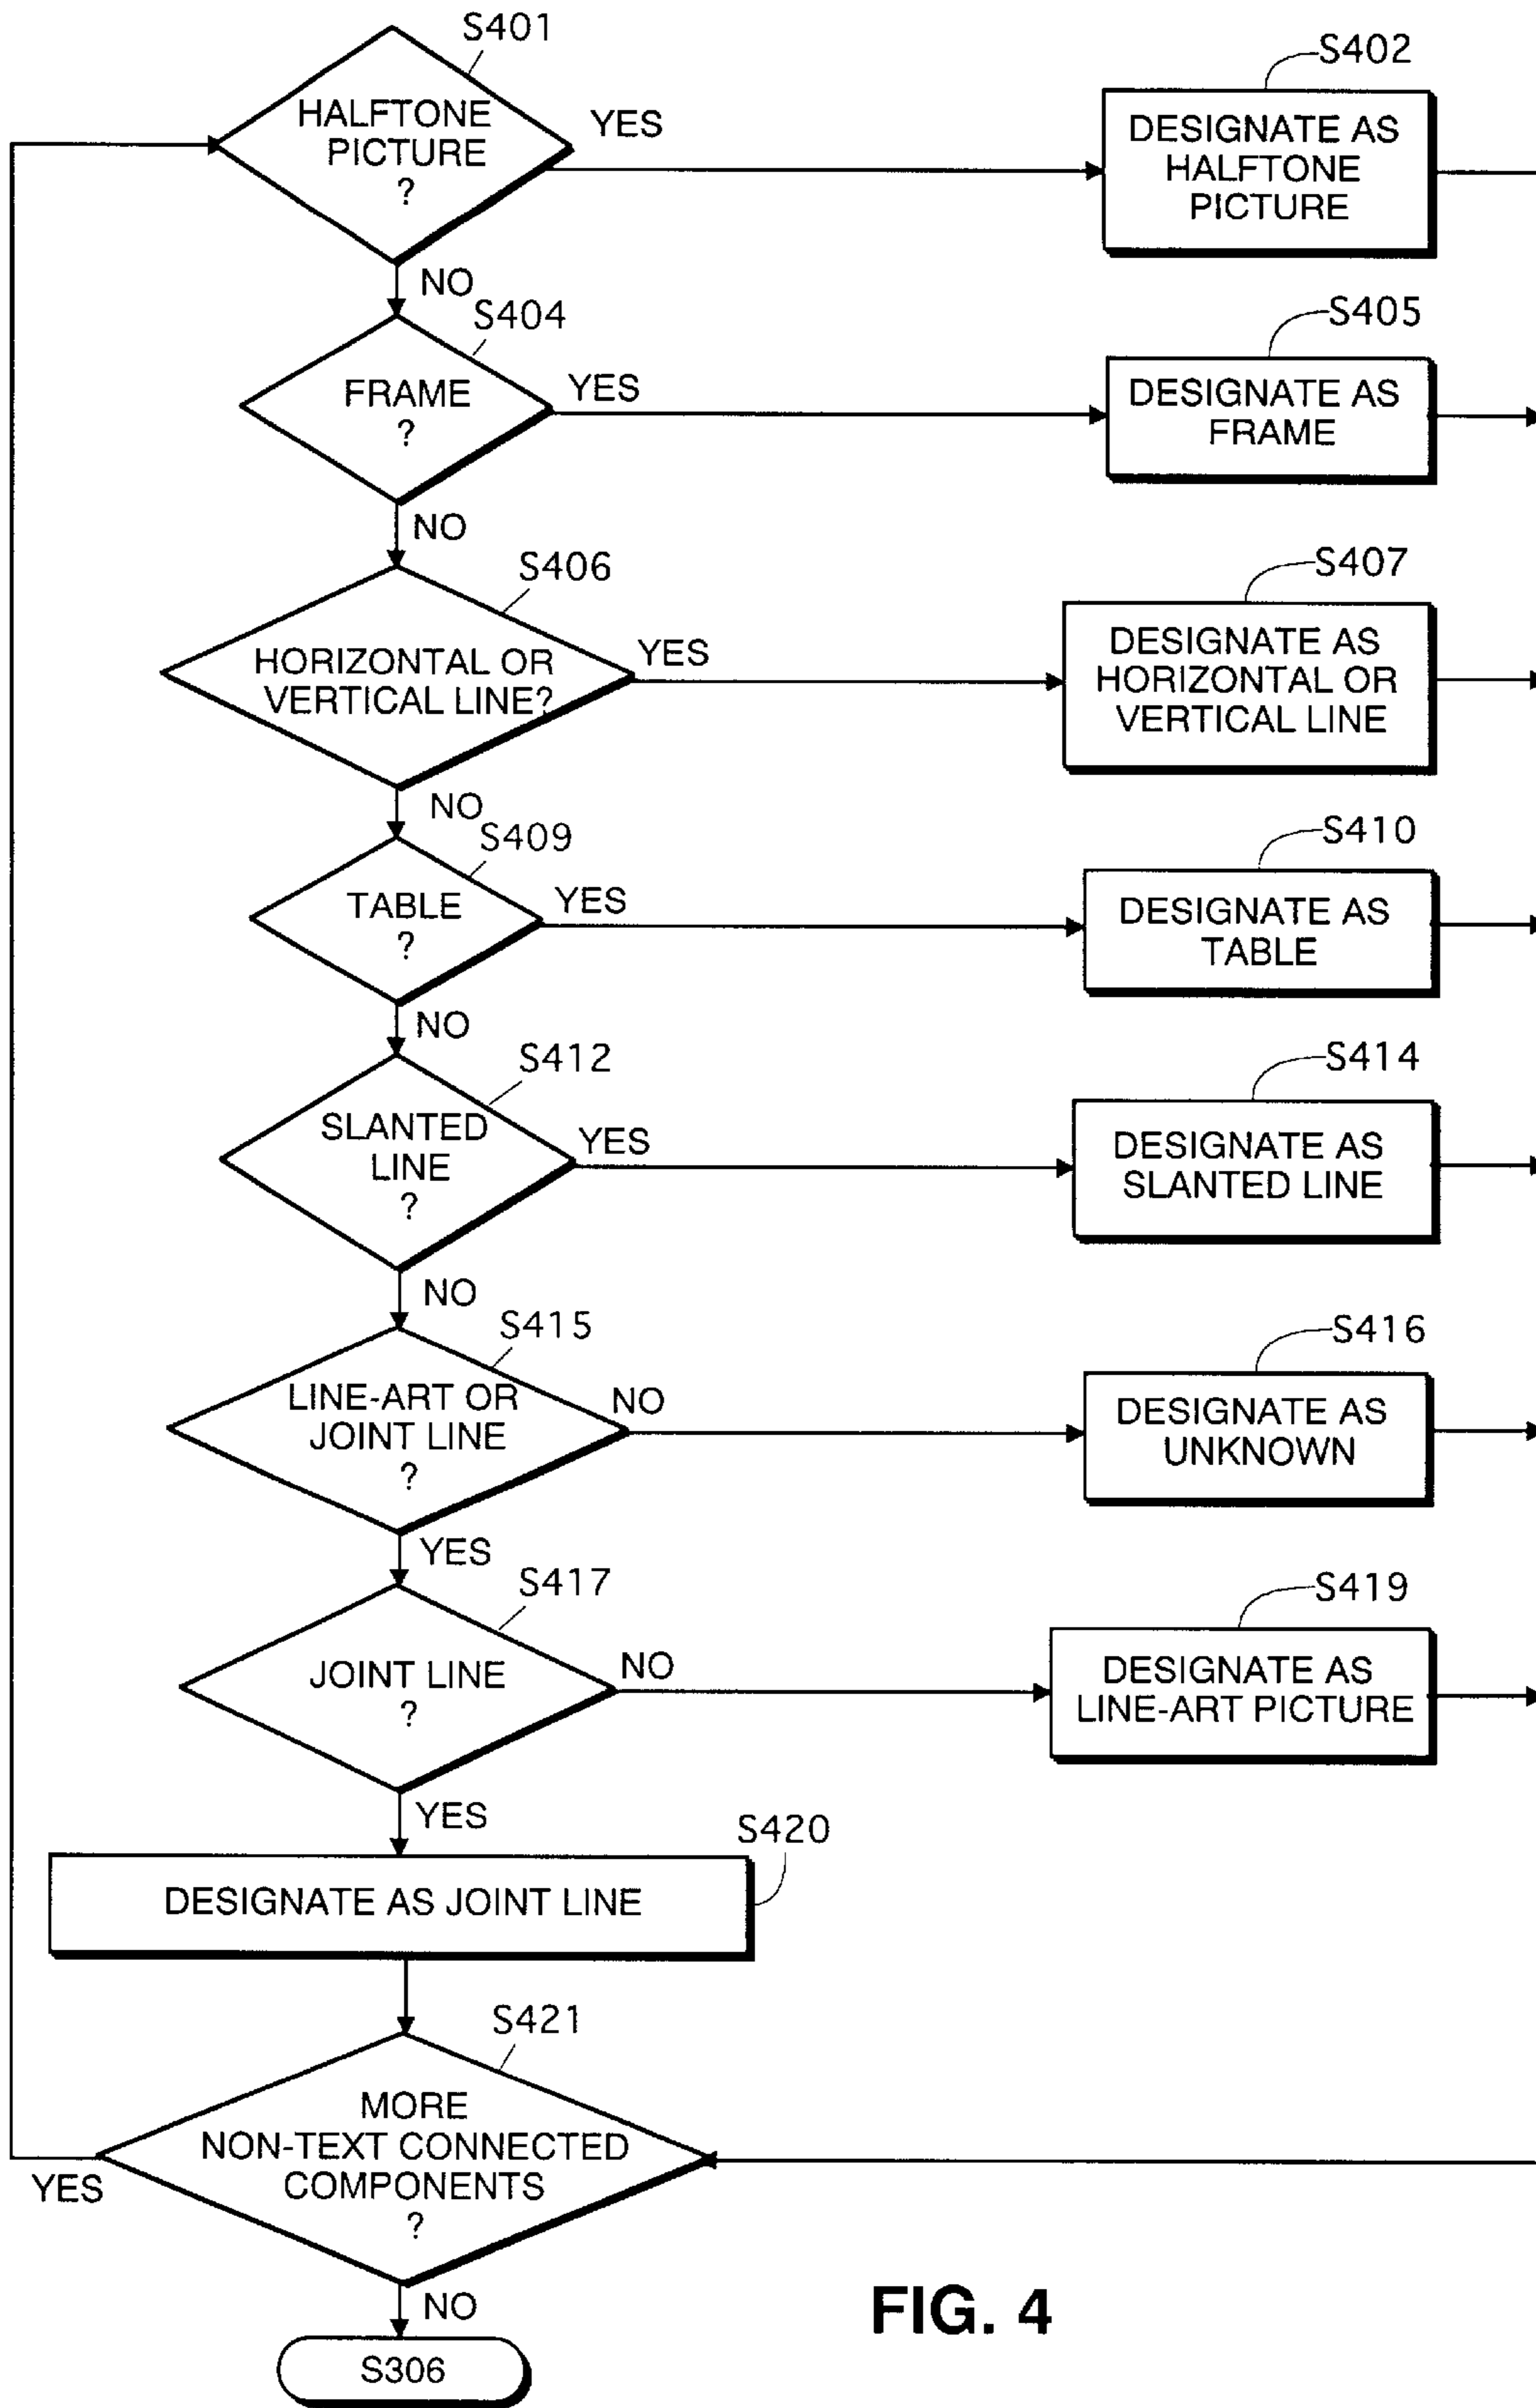 S401
HALFTONE
PICTURE
?
YES
S402
DESIGNATE AS
HALFTONE
PICTURE
NO
S404
FRAME
?
YES
S405
DESIGNATE AS
FRAME
NO
S406
HORIZONTAL OR
VERTICAL LINE?
YES
S407
DESIGNATE AS
HORIZONTAL OR
VERTICAL LINE
NO
S409
TABLE
?
YES
S410
DESIGNATE AS
TABLE
NO
S412
SLANTED
LINE
?
YES
S414
DESIGNATE AS
SLANTED LINE
NO
S415
LINE-ART OR
JOINT LINE
?
NO
S416
DESIGNATE AS
UNKNOWN
YES
S417
JOINT LINE
?
NO
S419
DESIGNATE AS
LINE-ART PICTURE
YES
S420
DESIGNATE AS JOINT LINE
S421
MORE
NON-TEXT CONNECTED
COMPONENTS
?
YES
NO
S306
FIG. 4